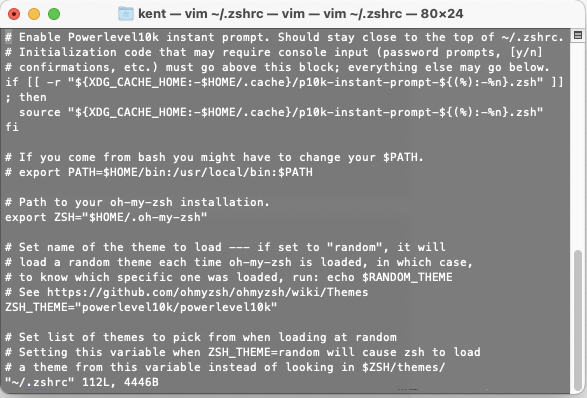 kent — vim ~/.zshrc — vim — vim ~/.zshrc — 80×24
# Enable Powerlevel10k instant prompt. Should stay close to the top of ~/.zshrc.
# Initialization code that may require console input (password prompts, [y/n]
# confirmations, etc.) must go above this block; everything else may go below.
if [[ -r "${XDG_CACHE_HOME:-$HOME/.cache}/p10k-instant-prompt-${(%):-%n}.zsh" ]]
; then
  source "${XDG_CACHE_HOME:-$HOME/.cache}/p10k-instant-prompt-${(%):-%n}.zsh"
fi

# If you come from bash you might have to change your $PATH.
# export PATH=$HOME/bin:/usr/local/bin:$PATH

# Path to your oh-my-zsh installation.
export ZSH="$HOME/.oh-my-zsh"

# Set name of the theme to load --- if set to "random", it will
# load a random theme each time oh-my-zsh is loaded, in which case,
# to know which specific one was loaded, run: echo $RANDOM_THEME
# See https://github.com/ohmyzsh/ohmyzsh/wiki/Themes
ZSH_THEME="powerlevel10k/powerlevel10k"

# Set list of themes to pick from when loading at random
# Setting this variable when ZSH_THEME=random will cause zsh to load
# a theme from this variable instead of looking in $ZSH/themes/
"~/.zshrc" 112L, 4446B